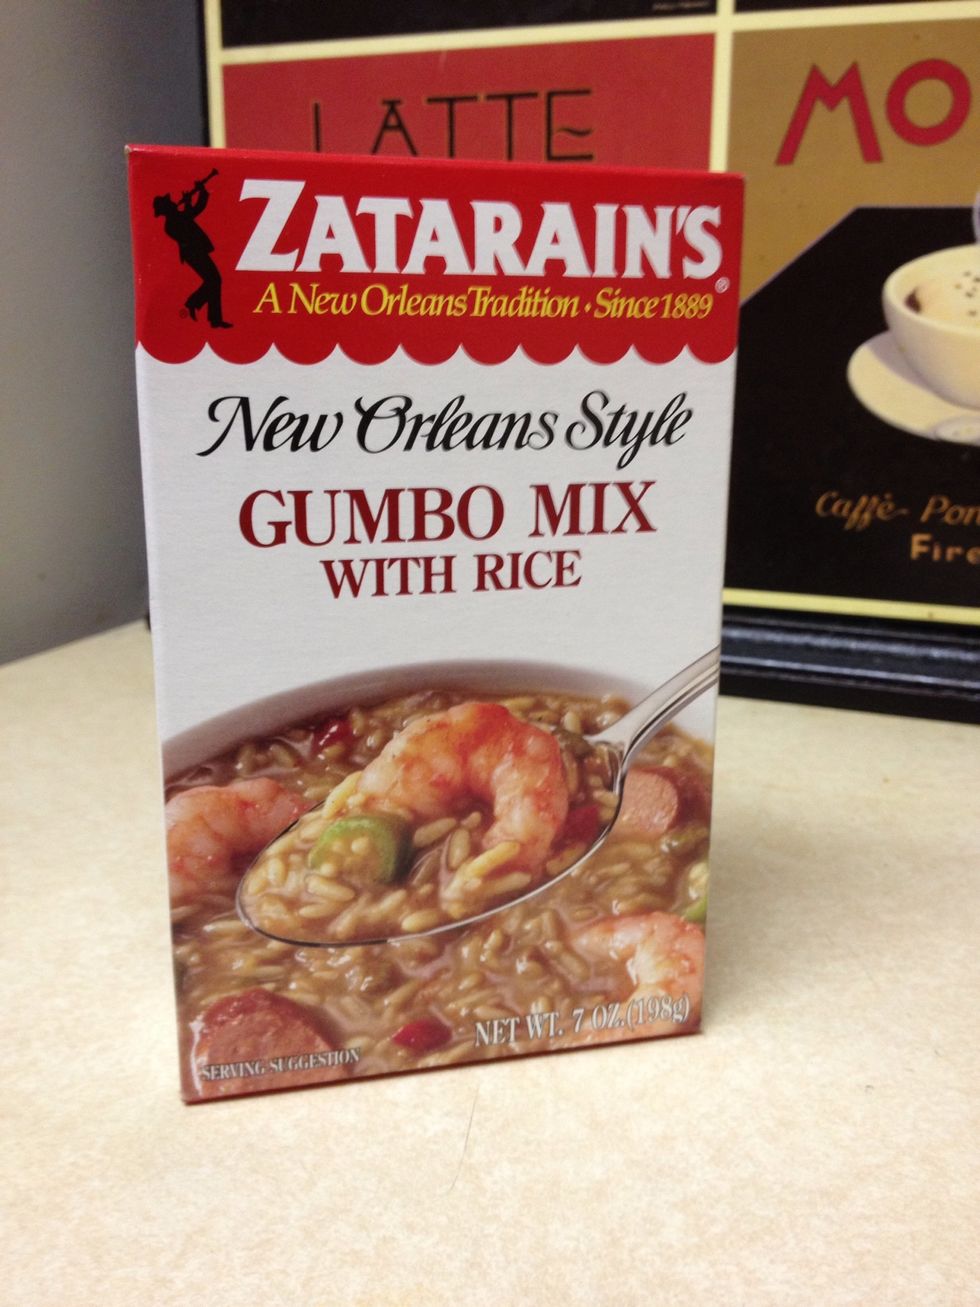 LATTE
ZATARAIN'S®
A New Orleans Tradition • Since 1889
New Orleans Style
GUMBO MIX
WITH RICE
NET WT. 7 OZ. (198g)
SERVING SUGGESTION
MO
Caffè Pon
Fire